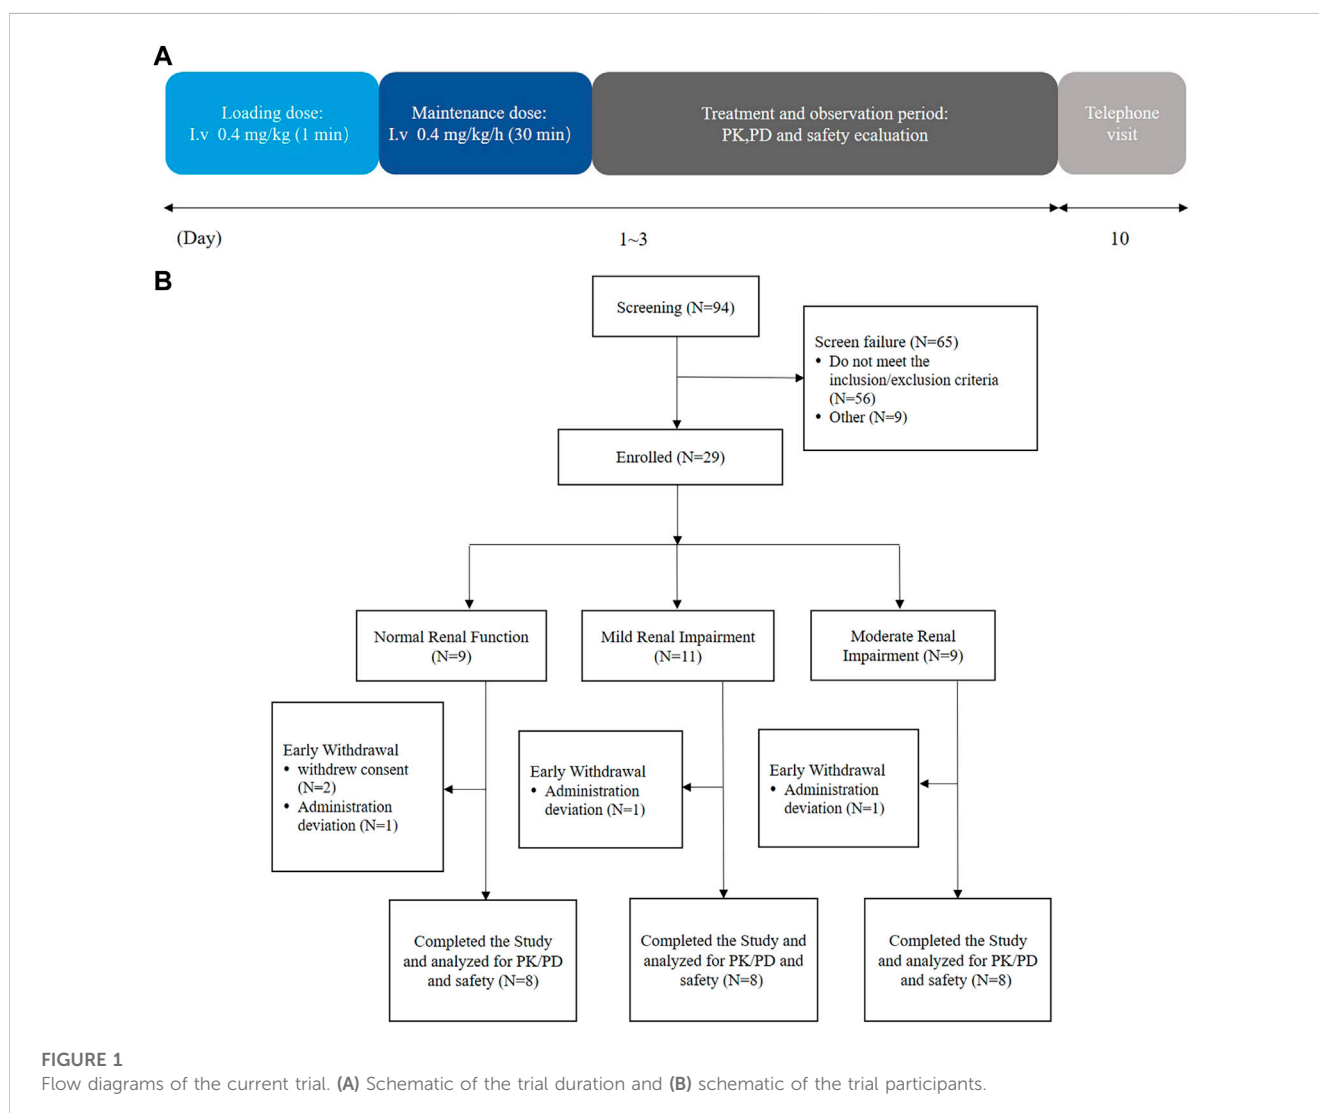 A
Loading dose:
I.v 0.4 mg/kg (1 min)
Maintenance dose:
I.v 0.4 mg/kg/h (30 min)
Treatment and observation period:
PK,PD and safety ecaluation
Telephone
visit
(Day)
1~3
10
B
Screening (N=94)
Screen failure (N=65)
• Do not meet the
inclusion/exclusion criteria
(N=56)
• Other (N=9)
Enrolled (N=29)
Normal Renal Function
(N=9)
Mild Renal Impairment
(N=11)
Moderate Renal
Impairment (N=9)
Early Withdrawal
• withdrew consent
(N=2)
• Administration
deviation (N=1)
Early Withdrawal
• Administration
deviation (N=1)
Early Withdrawal
• Administration
deviation (N=1)
Completed the Study
and analyzed for PK/PD
and safety (N=8)
Completed the Study and
analyzed for PK/PD and
safety (N=8)
Completed the Study
and analyzed for PK/PD
and safety (N=8)
FIGURE 1
Flow diagrams of the current trial. (A) Schematic of the trial duration and (B) schematic of the trial participants.